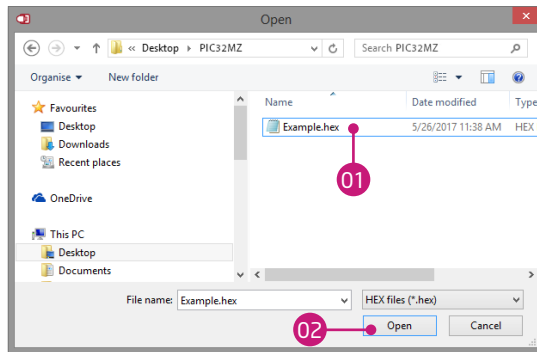 Open
« Desktop ▸ PIC32MZ
Search PIC32MZ
Organise
New folder
Favourites
Desktop
Downloads
Recent places
OneDrive
This PC
Desktop
Documents
Name
Date modified
Type
Example.hex
5/26/2017 11:38 AM
HEX
01
File name:
Example.hex
HEX files (*.hex)
02
Open
Cancel